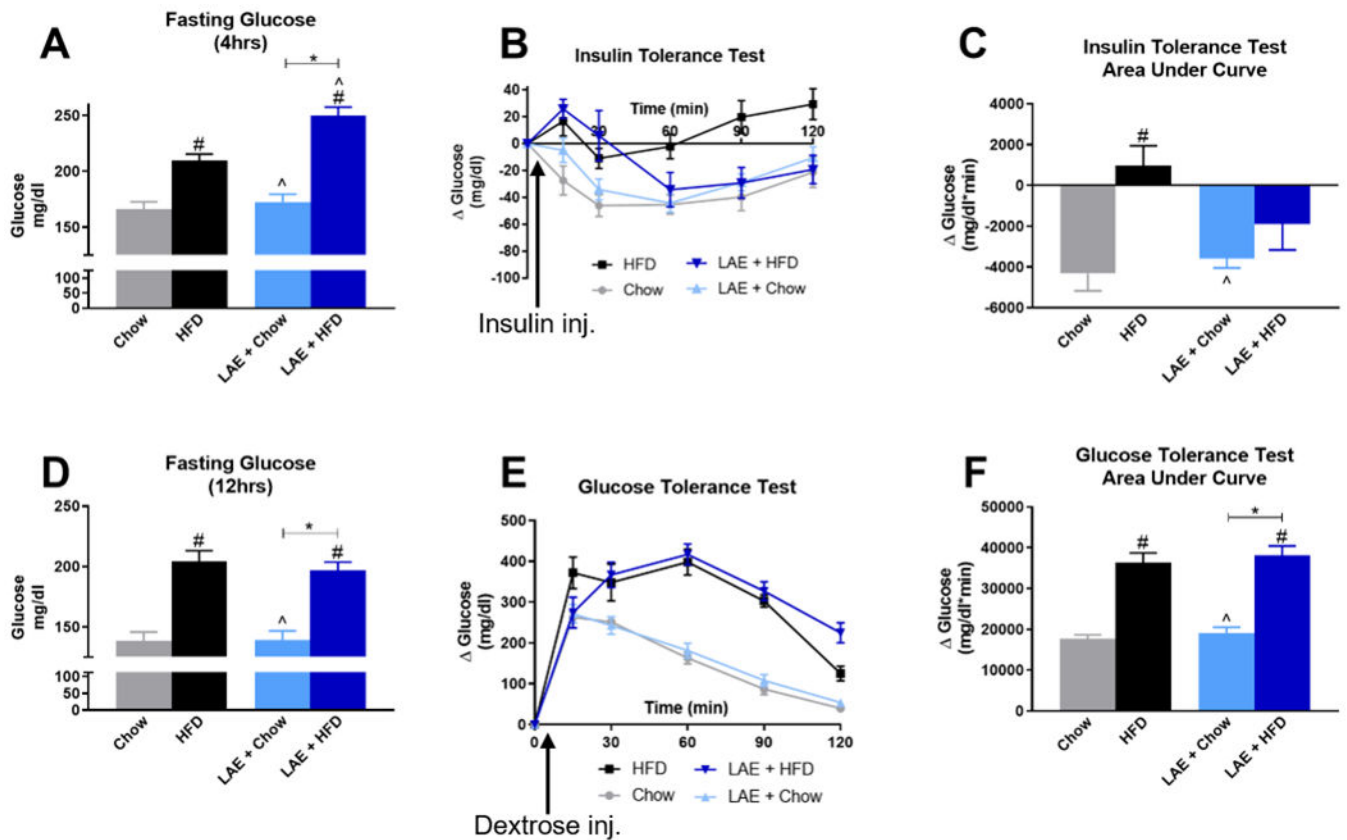 A
Fasting Glucose
(4hrs)
*
^
#
#
^
Glucose
mg/dl
250
200
150
100
50
0
Chow
HFD
LAE + Chow
LAE + HFD
B
Insulin Tolerance Test
Time (min)
Δ Glucose
(mg/dl)
40
20
0
-20
-40
-60
-80
-100
30
60
90
120
HFD
LAE + HFD
Chow
LAE + Chow
Insulin inj.
C
Insulin Tolerance Test
Area Under Curve
Δ Glucose
(mg/dl*min)
4000
2000
0
-2000
-4000
-6000
#
^
Chow
HFD
LAE + Chow
LAE + HFD
D
Fasting Glucose
(12hrs)
*
#
#
^
Glucose
mg/dl
250
200
150
100
50
0
Chow
HFD
LAE + Chow
LAE + HFD
E
Glucose Tolerance Test
Δ Glucose
(mg/dl)
500
400
300
200
100
0
Time (min)
0
30
60
90
120
HFD
LAE + HFD
Chow
LAE + Chow
Dextrose inj.
F
Glucose Tolerance Test
Area Under Curve
Δ Glucose
(mg/dl*min)
50000
40000
30000
20000
10000
0
*
#
#
^
Chow
HFD
LAE + Chow
LAE + HFD